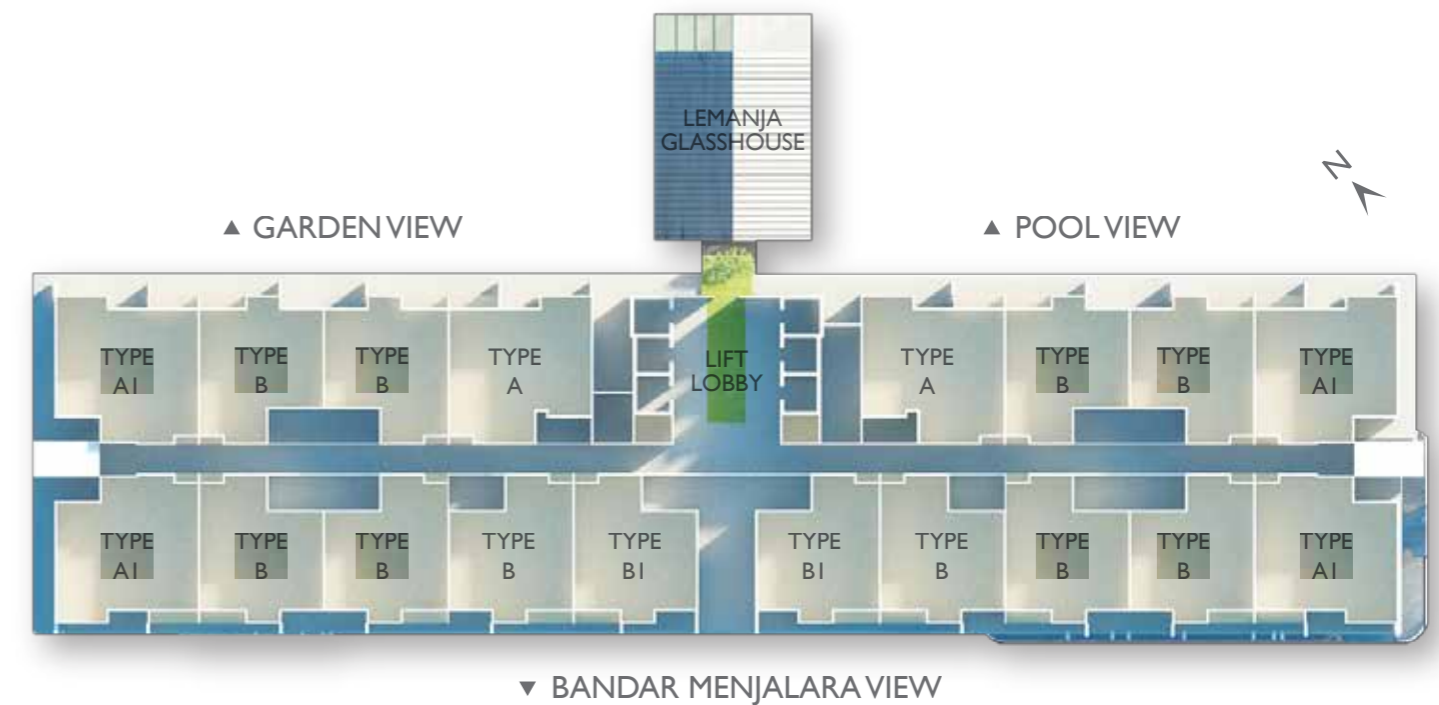 LEMANJA
GLASSHOUSE
N
▲ GARDEN VIEW
▲ POOL VIEW
TYPE
A1
TYPE
B
TYPE
B
TYPE
A
LIFT
LOBBY
TYPE
A
TYPE
B
TYPE
B
TYPE
A1
TYPE
A1
TYPE
B
TYPE
B
TYPE
B
TYPE
B1
TYPE
B1
TYPE
B
TYPE
B
TYPE
B
TYPE
A1
▼ BANDAR MENJALARA VIEW